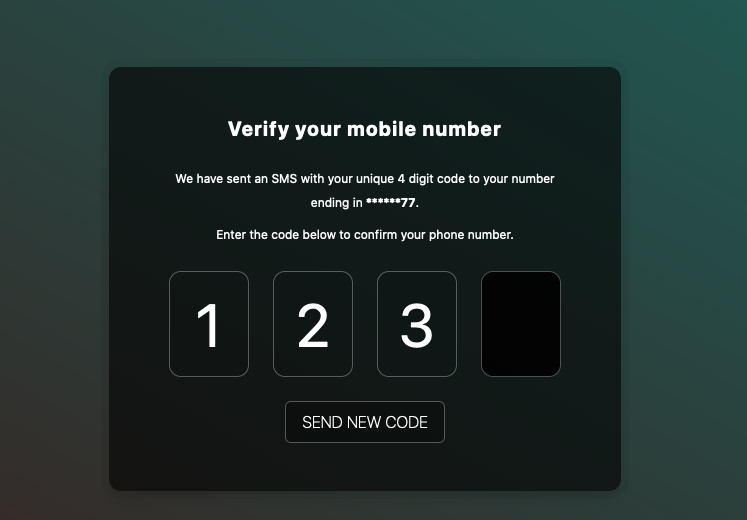 Verify your mobile number
We have sent an SMS with your unique 4 digit code to your number
ending in ******77.
Enter the code below to confirm your phone number.
1 2 3
SEND NEW CODE